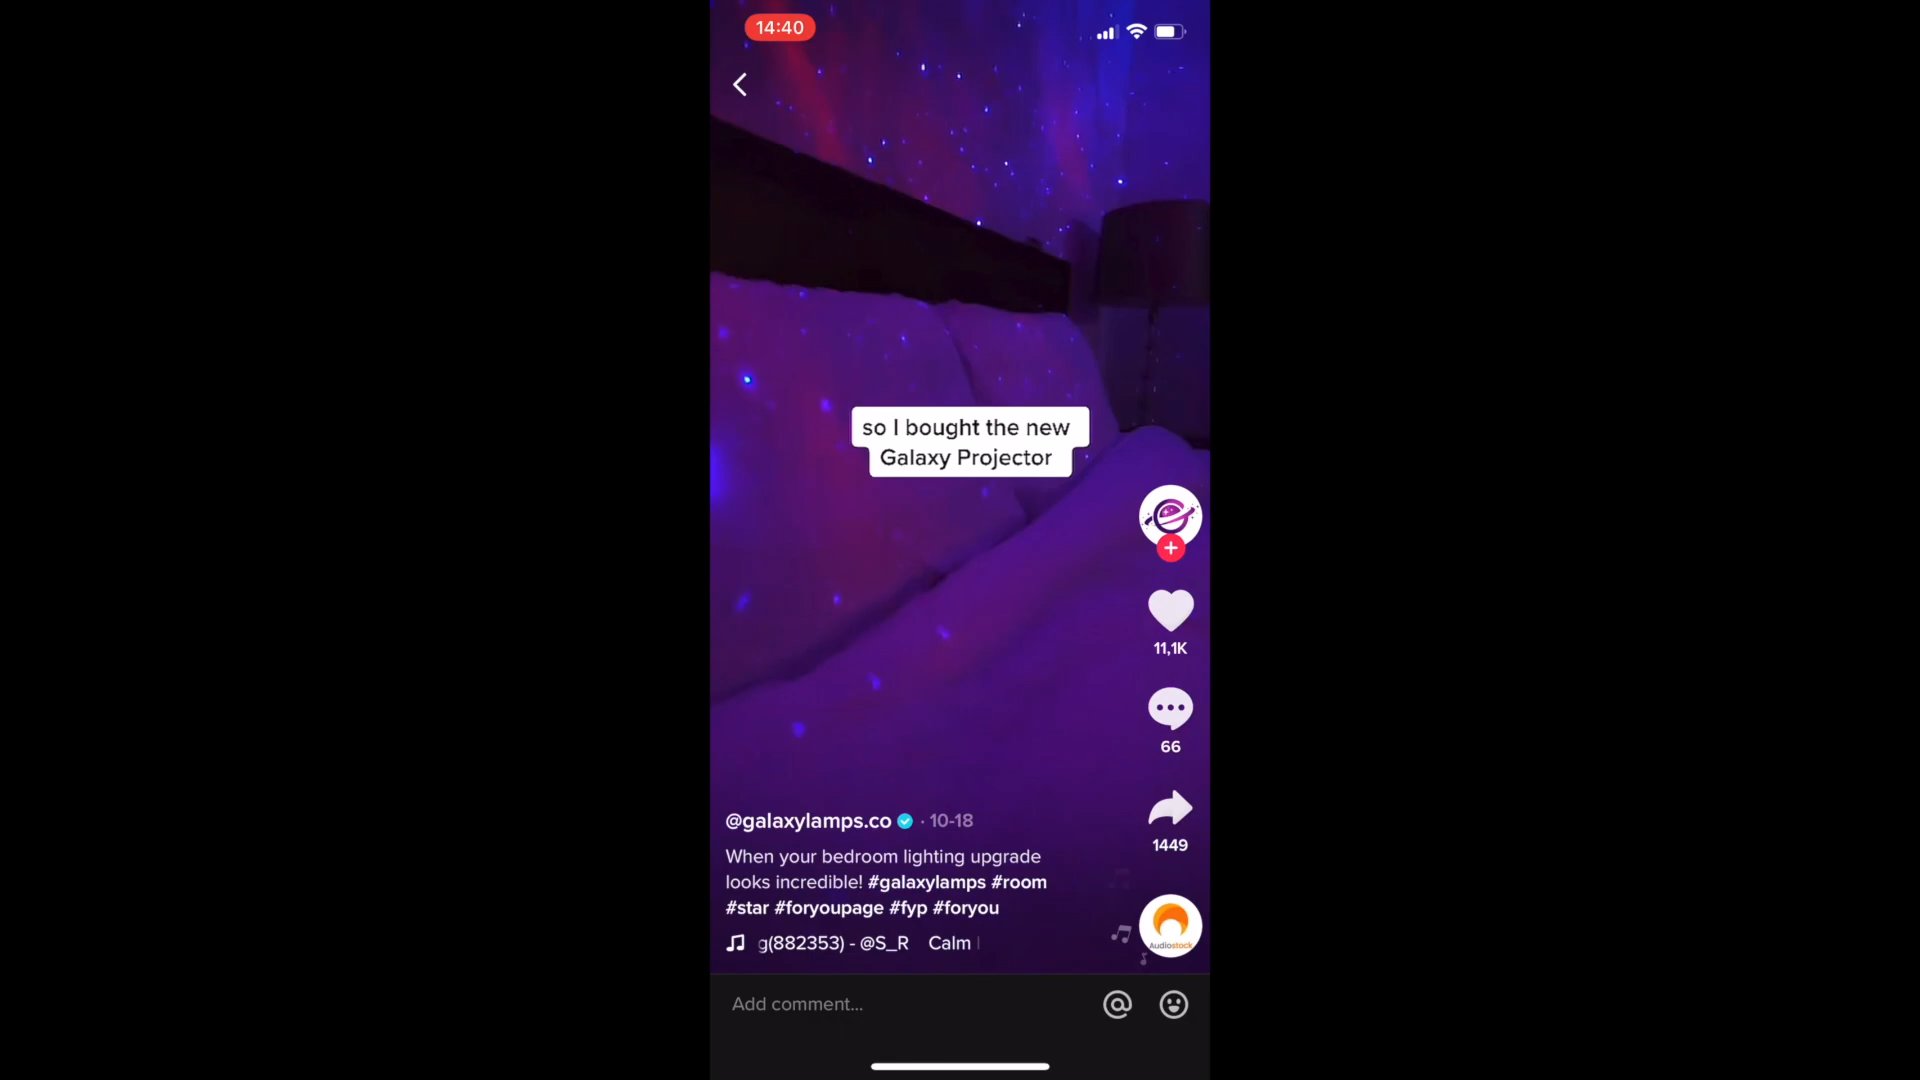 14:40
so I bought the new
Galaxy Projector
11,1K
66
1449
@galaxylamps.co · 10-18
When your bedroom lighting upgrade
looks incredible! #galaxylamps #room
#star #foryoupage #fyp #foryou
g(882353) - @S_R Calm
Audiostock
Add comment...